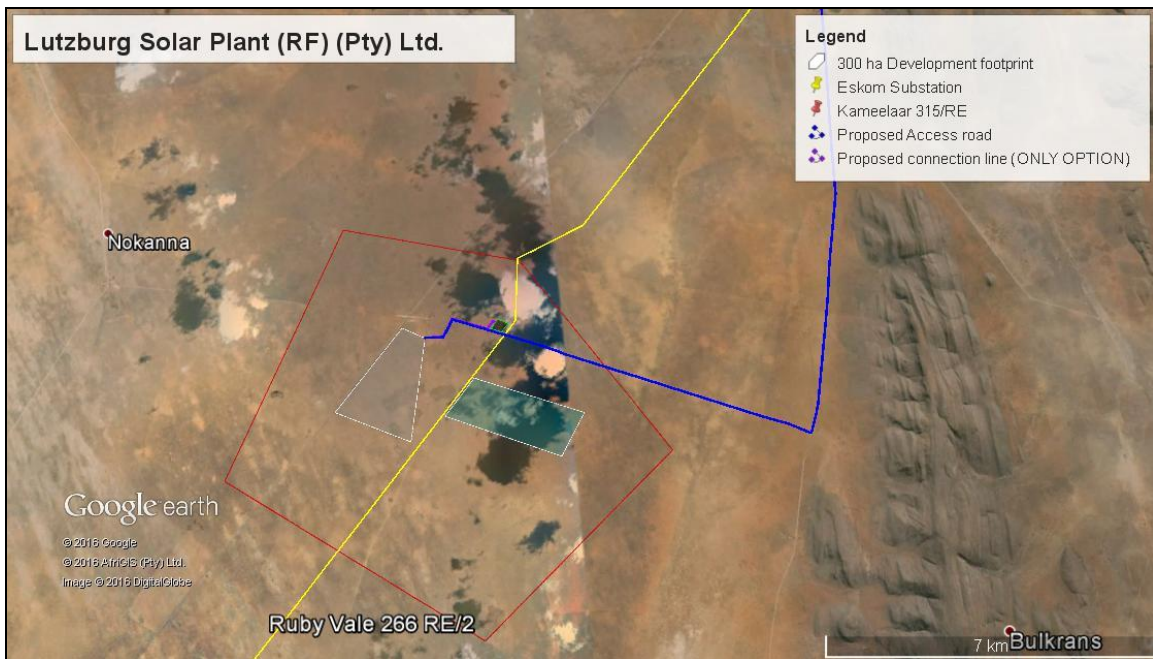 Lutzburg Solar Plant (RF) (Pty) Ltd.
Legend
300 ha Development footprint
Eskom Substation
Kameelaar 315/RE
Proposed Access road
Proposed connection line (ONLY OPTION)
Nokanna
Google earth
© 2016 Google
© 2016 AfriGIS (Pty) Ltd.
Image © 2016 DigitalGlobe
Ruby Vale 266 RE/2
7 km
Bulkrans